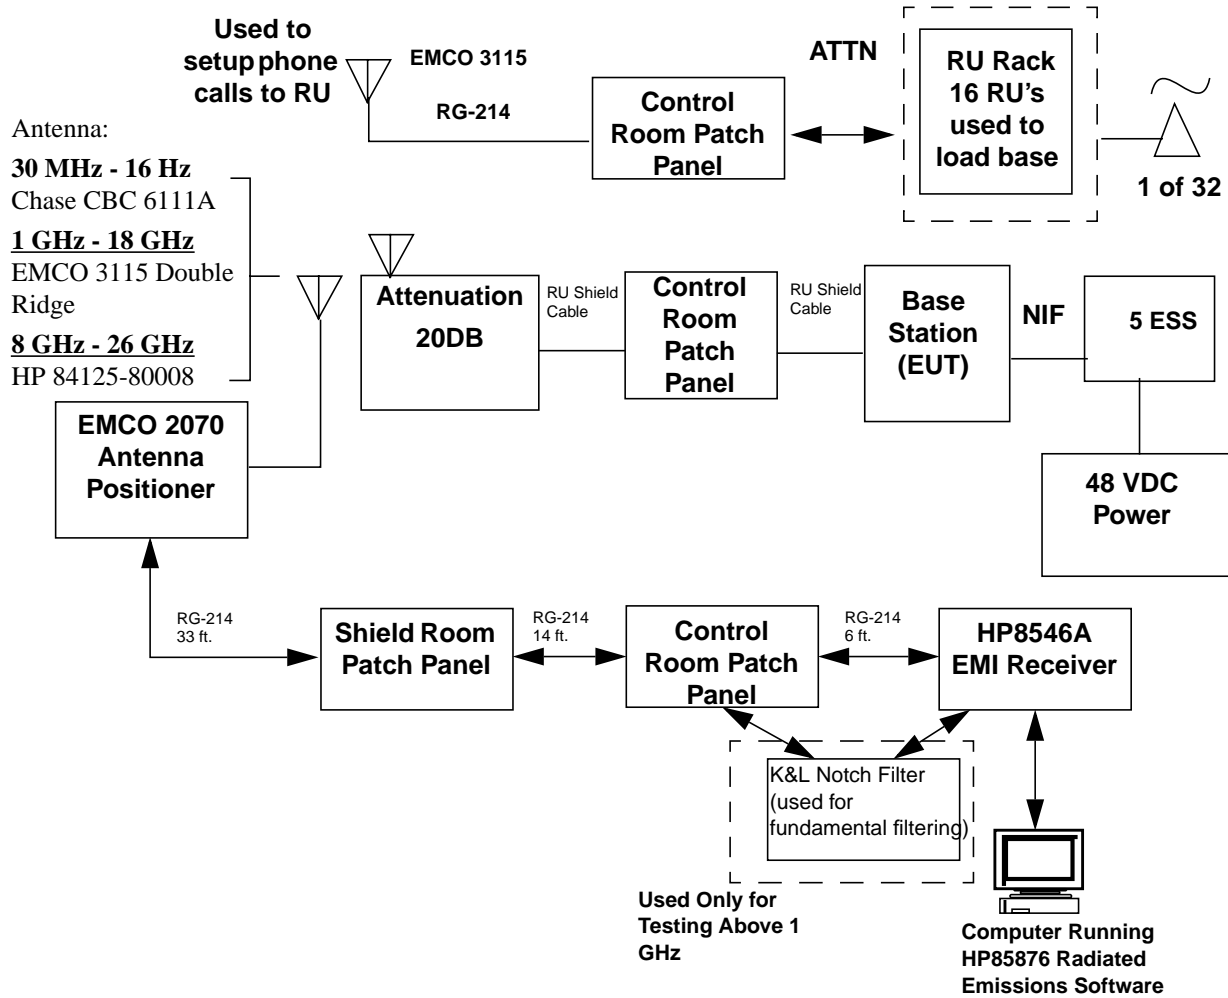 Used to
setup phone
calls to RU
EMCO 3115
RG-214
Control
Room Patch
Panel
ATTN
RU Rack
16 RU's
used to
load base
1 of 32
Antenna:
30 MHz - 16 Hz
Chase CBC 6111A
1 GHz - 18 GHz
EMCO 3115 Double
Ridge
8 GHz - 26 GHz
HP 84125-80008
Attenuation
20DB
RU Shield
Cable
Control
Room
Patch
Panel
RU Shield
Cable
Base
Station
(EUT)
NIF
5 ESS
EMCO 2070
Antenna
Positioner
48 VDC
Power
RG-214
33 ft.
Shield Room
Patch Panel
RG-214
14 ft.
Control
Room Patch
Panel
RG-214
6 ft.
HP8546A
EMI Receiver
K&L Notch Filter
(used for
fundamental filtering)
Used Only for
Testing Above 1
GHz
Computer Running
HP85876 Radiated
Emissions Software